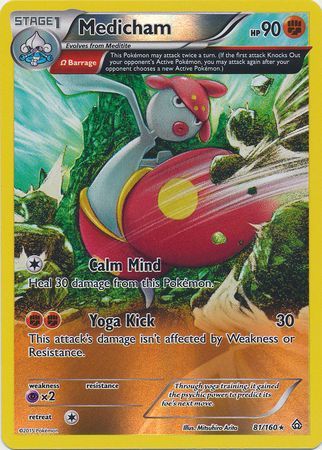 STAGE1 Medicham HP 90
Evolves from Meditite
Ω Barrage
This Pokémon may attack twice a turn. (If the first attack Knocks Out
your opponent's Active Pokémon, you may attack again after your
opponent chooses a new Active Pokémon.)
Calm Mind
Heal 30 damage from this Pokémon.
Yoga Kick 30
This attack's damage isn't affected by Weakness or
Resistance.
weakness resistance
×2
retreat
Through yoga training, it gained
the psychic power to predict its
foe's next move.
©2015 Pokémon Illus. Mitsuhiro Arita 81/160★